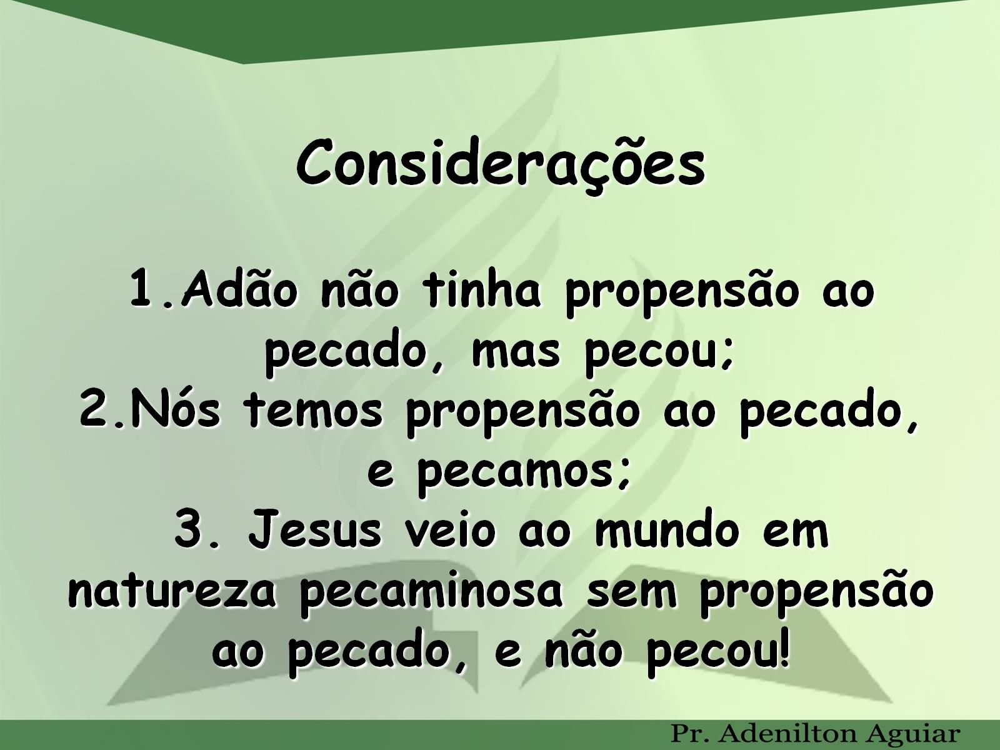 Considerações
1.Adão não tinha propensão ao
pecado, mas pecou;
2.Nós temos propensão ao pecado,
e pecamos;
3. Jesus veio ao mundo em
natureza pecaminosa sem propensão
ao pecado, e não pecou!
Pr. Adenilton Aguiar